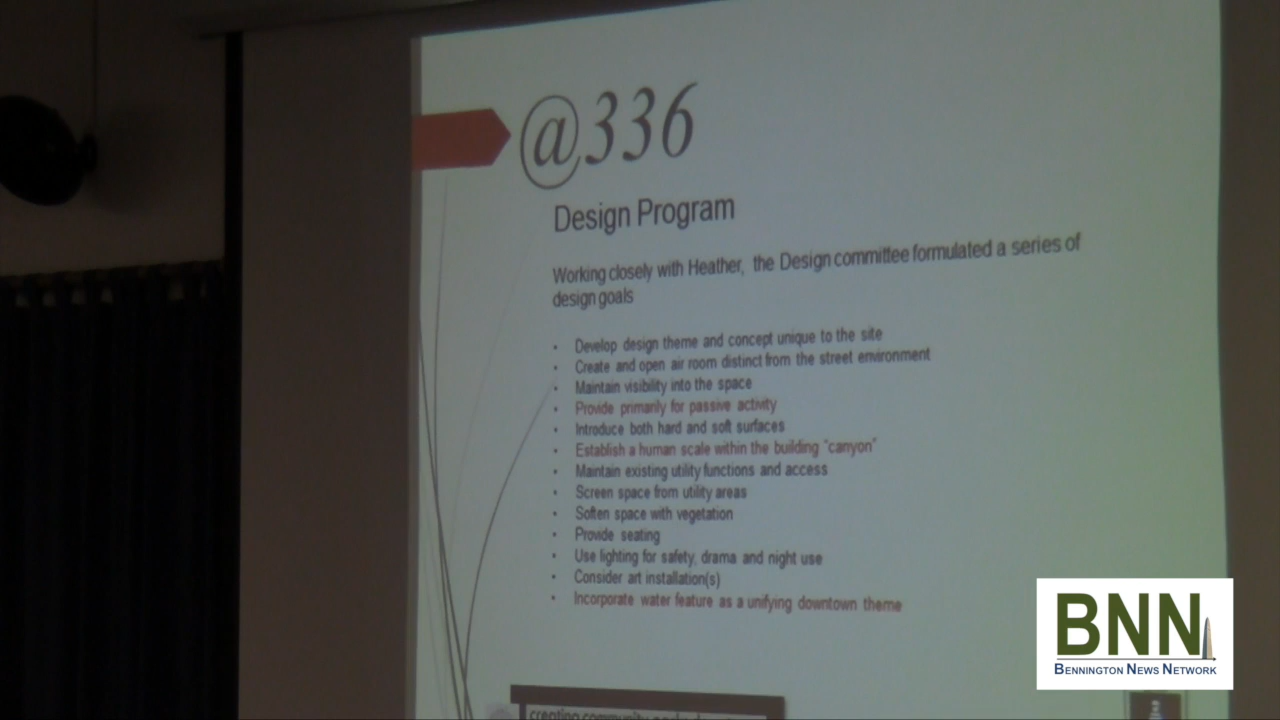 @336
Design Program
Working closely with Heather, the Design committee formulated a series of
design goals
• Develop design theme and concept unique to the site
• Create and open air room distinct from the street environment
• Maintain visibility into the space
• Provide primarily for passive activity
• Introduce both hard and soft surfaces
• Establish a human scale within the building "canyon"
• Maintain existing utility functions and access
• Screen space from utility areas
• Soften space with vegetation
• Provide seating
• Use lighting for safety, drama and night use
• Consider art installation(s)
• Incorporate water feature as a unifying downtown theme
creating community
BNN
BENNINGTON NEWS NETWORK